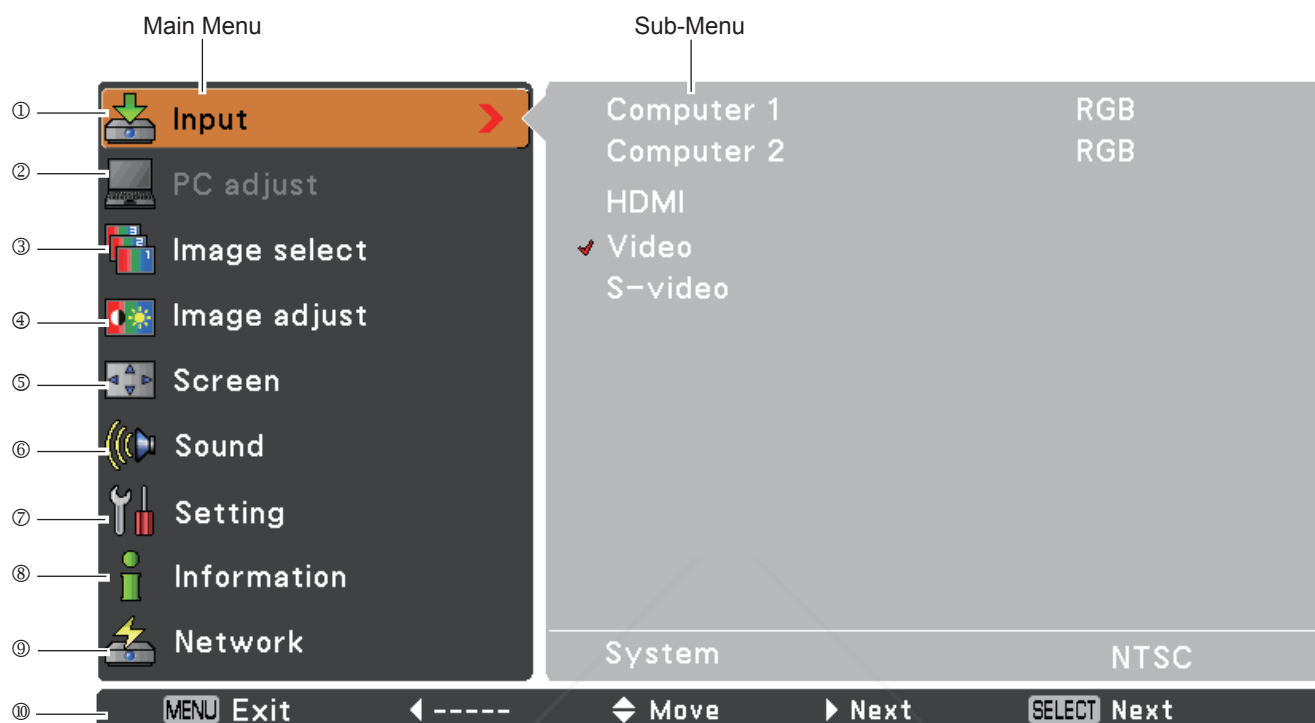 Main Menu Sub-Menu
① Input Computer 1 RGB
Computer 2 RGB
② PC adjust
HDMI
③ Image select Video
S-video
④ Image adjust
⑤ Screen
⑥ Sound
⑦ Setting
⑧ Information
⑨ Network System NTSC
⑩ MENU Exit ----- Move Next SELECT Next